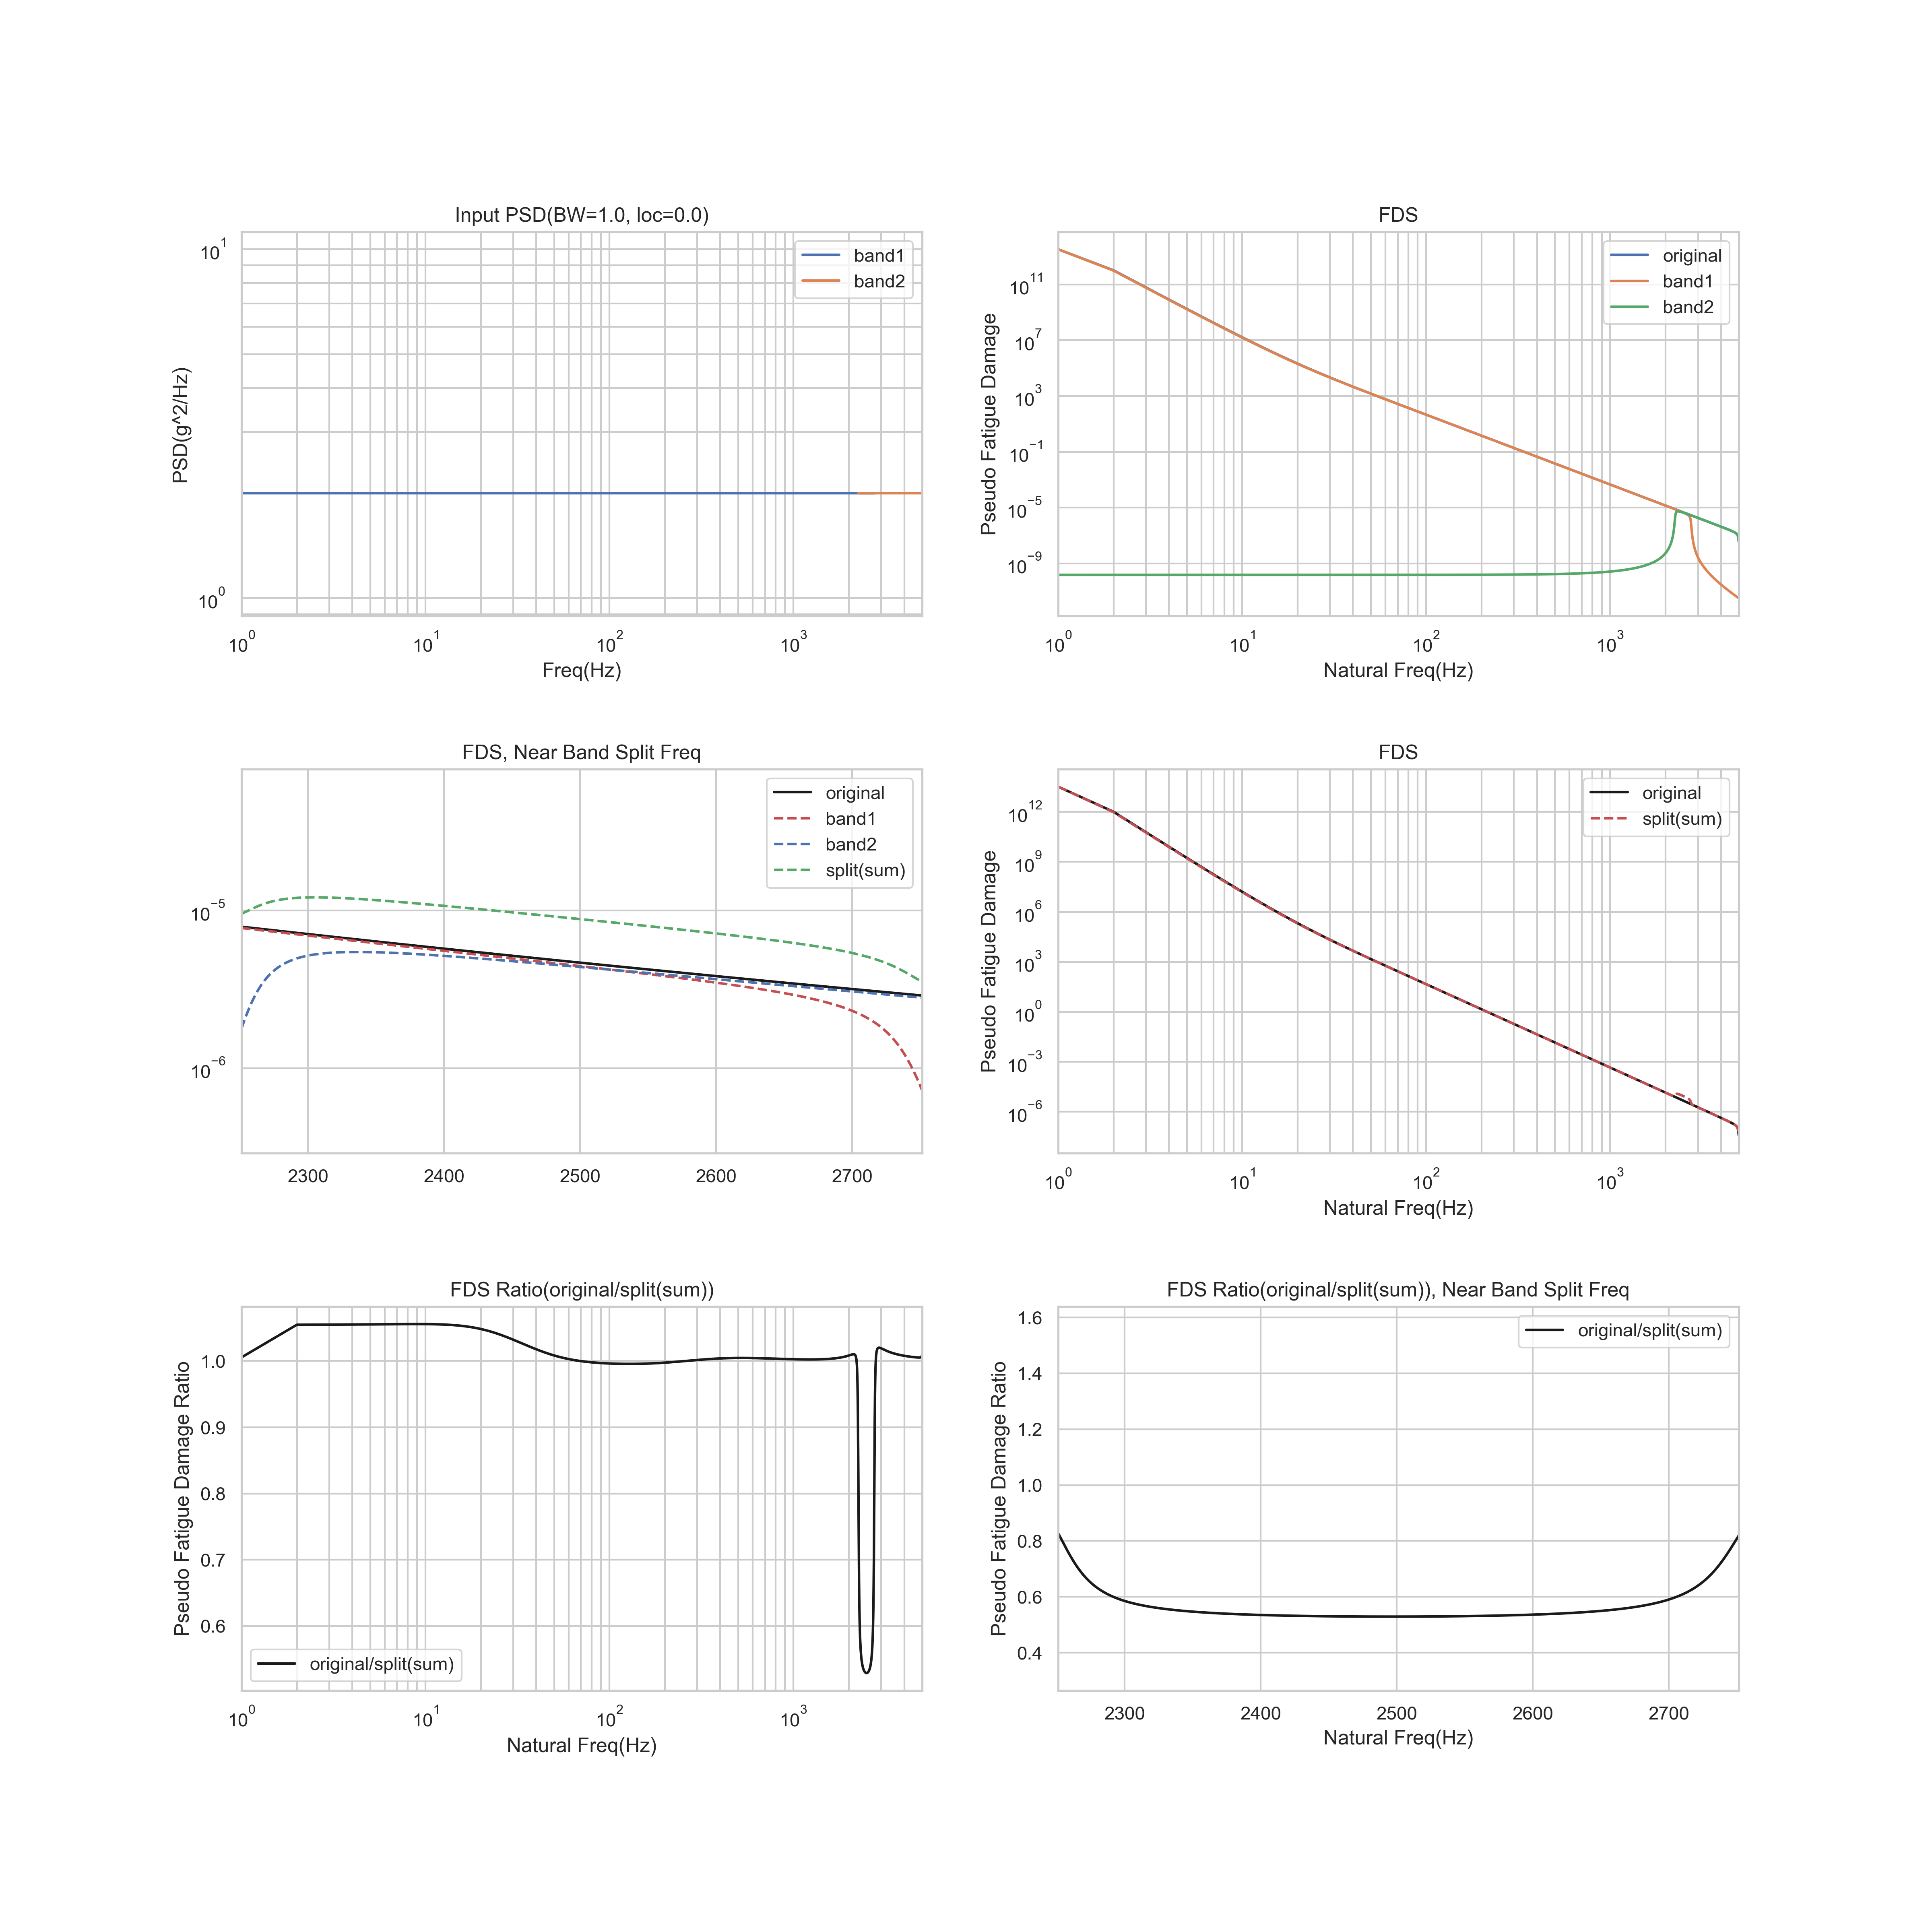 Input PSD(BW=1.0, loc=0.0)
PSD(g^2/Hz)
10^1
10^0
band1
band2
10^0 10^1 10^2 10^3
Freq(Hz)
FDS
Pseudo Fatigue Damage
10^11
10^7
10^3
10^−1
10^−5
10^−9
original
band1
band2
10^0 10^1 10^2 10^3
Natural Freq(Hz)
FDS, Near Band Split Freq
10^−5
10^−6
original
band1
band2
split(sum)
2300 2400 2500 2600 2700
FDS
Pseudo Fatigue Damage
10^12
10^9
10^6
10^3
10^0
10^−3
10^−6
original
split(sum)
10^0 10^1 10^2 10^3
Natural Freq(Hz)
FDS Ratio(original/split(sum))
Pseudo Fatigue Damage Ratio
1.0
0.9
0.8
0.7
0.6
original/split(sum)
10^0 10^1 10^2 10^3
Natural Freq(Hz)
FDS Ratio(original/split(sum)), Near Band Split Freq
Pseudo Fatigue Damage Ratio
1.6
1.4
1.2
1.0
0.8
0.6
0.4
original/split(sum)
2300 2400 2500 2600 2700
Natural Freq(Hz)